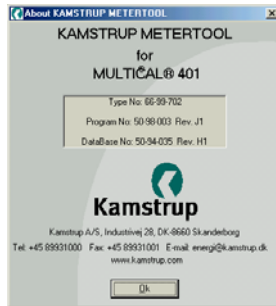 About KAMSTRUP METERTOOL
KAMSTRUP METERTOOL
for
MULTICAL® 401
Type No: 66-99-702
Program No: 50-98-003 Rev. J1
DataBase No: 50-94-035 Rev. H1
Kamstrup
Kamstrup A/S, Industrivej 28, DK-8660 Skanderborg
Tel: +45 89931000 Fax: +45 89931001 E-mail: energi@kamstrup.dk
www.kamstrup.com
Ok